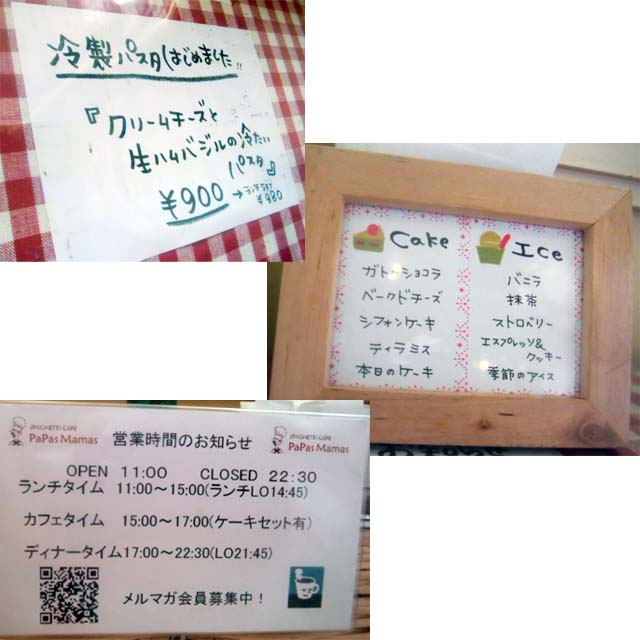 冷製パスタはじめました!!
『クリームチーズと
生ハムバジルの冷たい
パスタ』
¥900 →ランチSET
¥980
Cake
ガトーショコラ
ベークドチーズ
シフォンケーキ
ティラミス
本日のケーキ
Ice
バニラ
抹茶
ストロベリー
エスプレッソ&
クッキー
季節のアイス
SPAGHETTI CAFE
PaPas Mamas
営業時間のお知らせ
SPAGHETTI CAFE
PaPas Mamas
OPEN 11:00 CLOSED 22:30
ランチタイム 11:00~15:00(ランチLO14:45)
カフェタイム 15:00~17:00(ケーキセット有)
ディナータイム17:00~22:30(LO21:45)
メルマガ会員募集中!